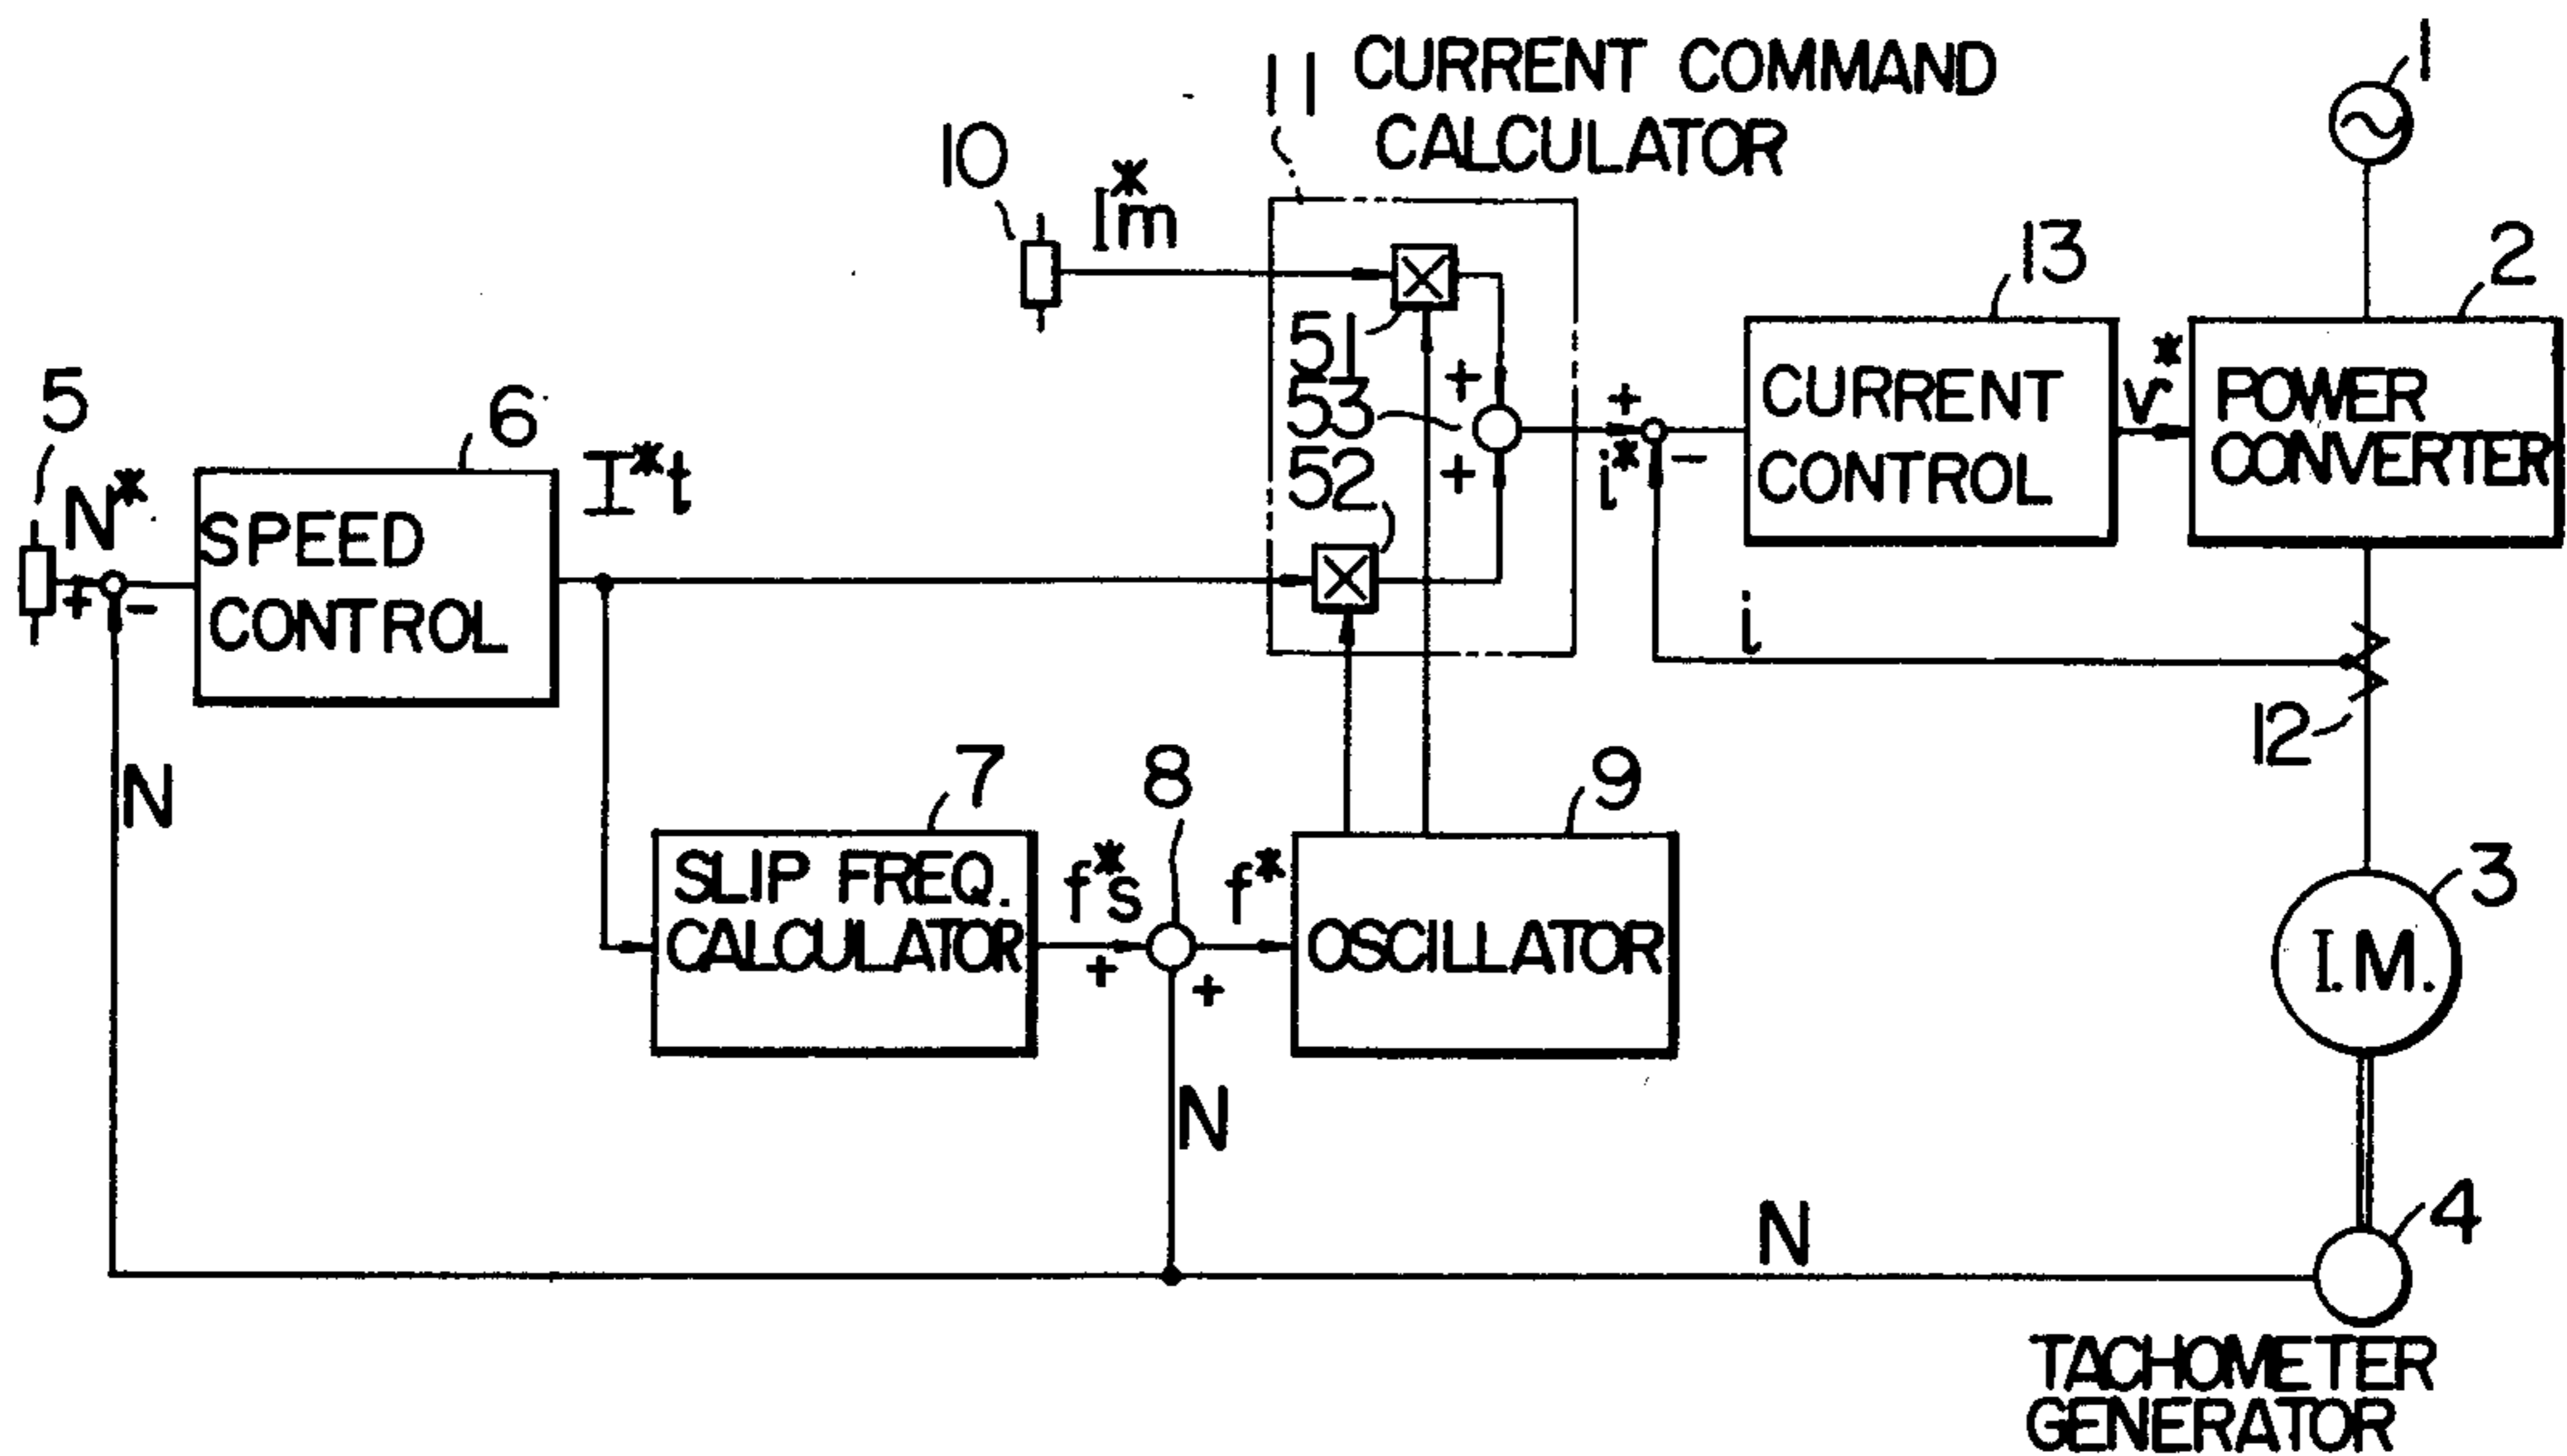 11 CURRENT COMMAND
CALCULATOR
1
10
I*m
13
2
51
53
52
+
+
+
-
i*
CURRENT
CONTROL
v*
POWER
CONVERTER
5
N*
+
-
6
SPEED
CONTROL
I*t
i
12
N
7
SLIP FREQ.
CALCULATOR
f*s
+
8
+
f*
9
OSCILLATOR
3
I.M.
N
N
4
TACHOMETER
GENERATOR